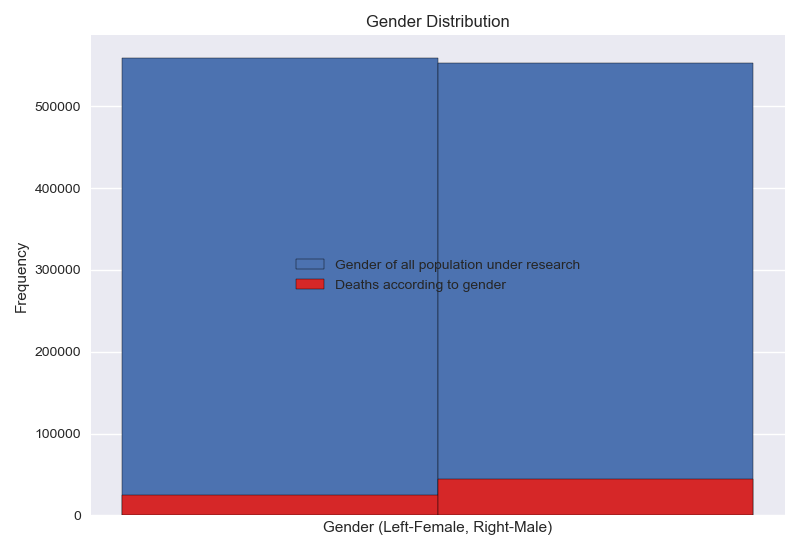 Gender Distribution
500000
400000
300000
200000
100000
0
Frequency
Gender of all population under research
Deaths according to gender
Gender (Left-Female, Right-Male)